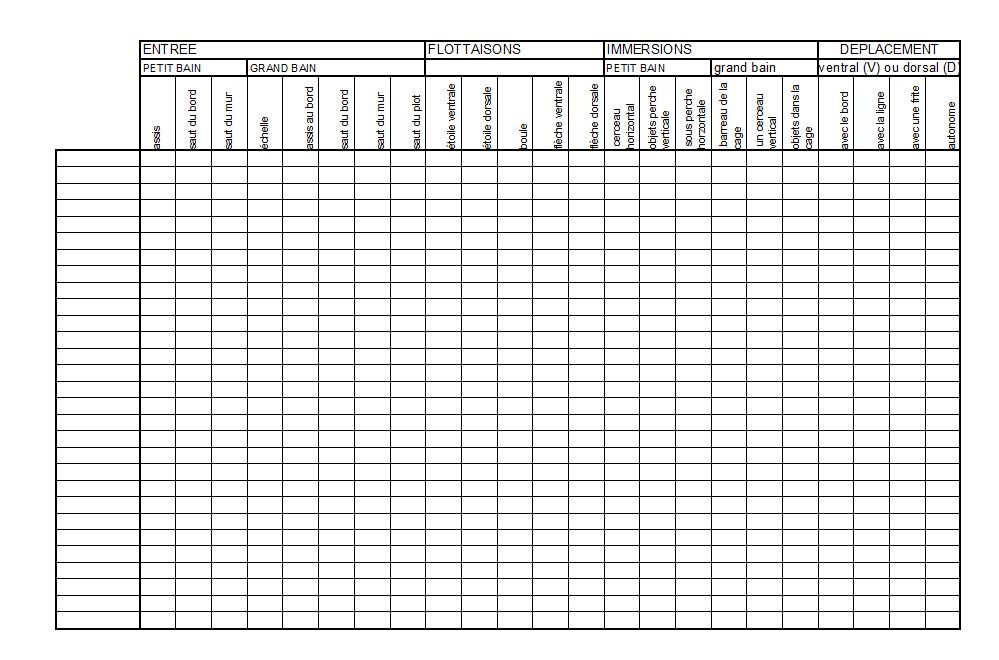 ENTREE FLOTTAISONS IMMERSIONS DEPLACEMENT
PETIT BAIN GRAND BAIN PETIT BAIN grand bain ventral (V) ou dorsal (D)
assis
saut du bord
saut du mur
échelle
assis au bord
saut du bord
saut du mur
saut du plot
étoile ventrale
étoile dorsale
boule
flèche ventrale
flèche dorsale
cerceau
horizontal
objets perche
verticale
sous perche
horzontale
barreau de la
cage
un cerceau
vertical
objets dans la
cage
avec le bord
avec la ligne
avec une frite
autonome